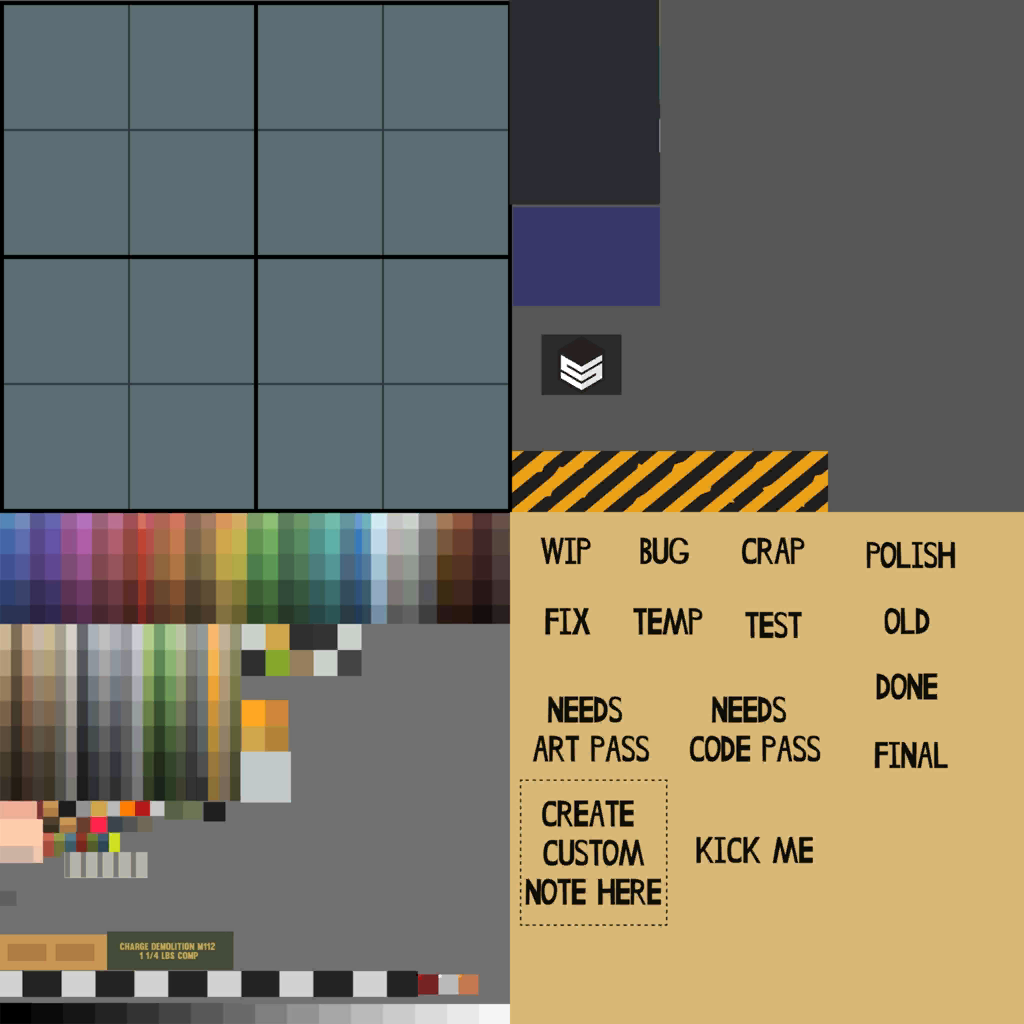 WIP BUG CRAP POLISH
FIX TEMP TEST OLD
DONE
NEEDS
ART PASS
NEEDS
CODE PASS
FINAL
CREATE
CUSTOM
NOTE HERE
KICK ME
CHARGE DEMOLITION M112
1 1/4 LBS COMP